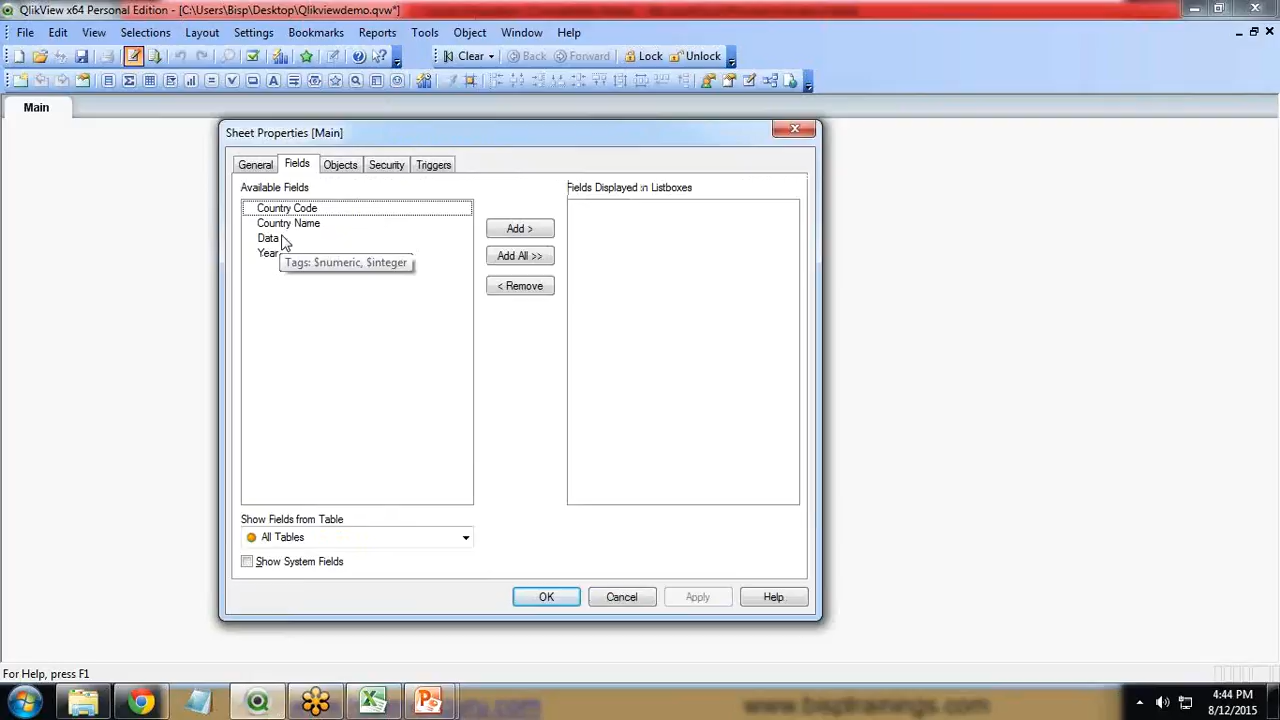 QlikView x64 Personal Edition - [C:\Users\Bisp\Desktop\Qlikviewdemo.qvw*]
File Edit View Selections Layout Settings Bookmarks Reports Tools Object Window Help
Clear Back Forward Lock Unlock
Main
Sheet Properties [Main]
General Fields Objects Security Triggers
Available Fields
Fields Displayed in Listboxes
Country Code
Country Name
Data
Year
Tags: $numeric, $integer
Add >
Add All >>
< Remove
Show Fields from Table
All Tables
Show System Fields
OK Cancel Apply Help
For Help, press F1
www.bisptrainings.com
4:44 PM
8/12/2015